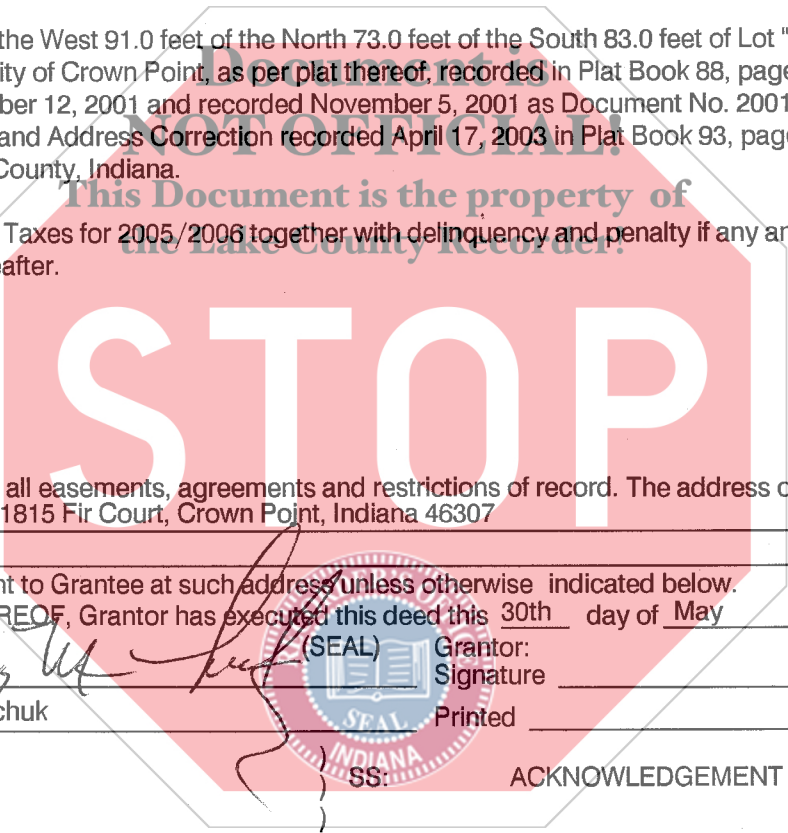 the West 91.0 feet of the North 73.0 feet of the South 83.0 feet of Lot "
ity of Crown Point, as per plat thereof, recorded in Plat Book 88, page
ber 12, 2001 and recorded November 5, 2001 as Document No. 2001
and Address Correction recorded April 17, 2003 in Plat Book 93, page
County, Indiana.
Document is
NOT OFFICIAL!
This Document is the property of
the Lake County Recorder!
Taxes for 2005/2006 together with delinquency and penalty if any an
eafter.
STOP
all easements, agreements and restrictions of record. The address o
1815 Fir Court, Crown Point, Indiana 46307
nt to Grantee at such address unless otherwise indicated below.
REOF, Grantor has executed this deed this 30th day of May
(SEAL) Grantor:
Signature
chuk Printed
SEAL
INDIANA
SS: ACKNOWLEDGEMENT